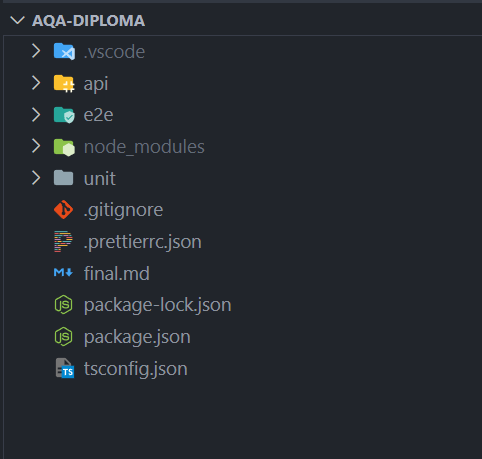 AQA-DIPLOMA
.vscode
api
e2e
node_modules
unit
.gitignore
.prettierrc.json
final.md
package-lock.json
package.json
tsconfig.json